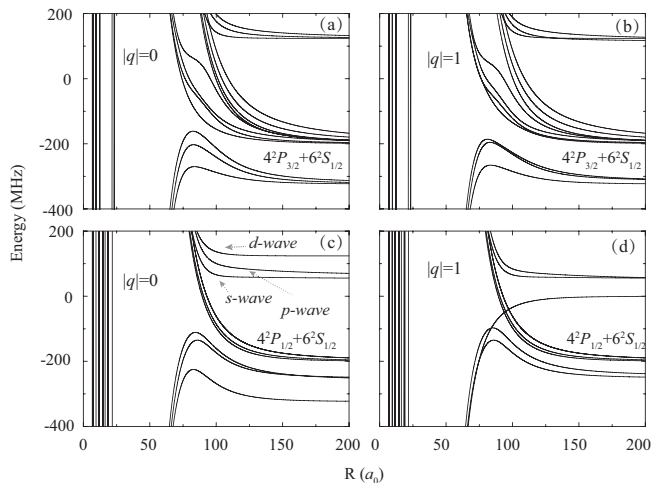 200
(a)
(b)
|q|=0
|q|=1
0
-200
4²P₃/₂+6²S₁/₂
4²P₃/₂+6²S₁/₂
-400
Energy (MHz)
200
(c)
(d)
d-wave
|q|=0
|q|=1
0
s-wave
p-wave
4²P₁/₂+6²S₁/₂
4²P₁/₂+6²S₁/₂
-200
-400
0 50 100 150 200
0 50 100 150 200
R (a₀)